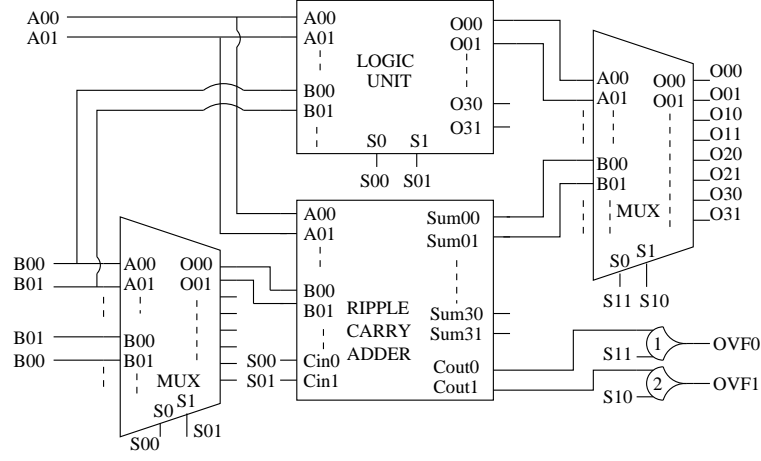 A00
A01
A00
A01
LOGIC
UNIT
B00
B01
S0 S1
S00 S01
O00
O01
O30
O31
A00
A01
B00
B01
O00
O01
MUX
S0 S1
S11 S10
O00
O01
O10
O11
O20
O21
O30
O31
B00
B01
B01
B00
A00
A01
B00
B01
O00
O01
MUX
S0 S1
S00 S01
A00
A01
B00
B01
S00 Cin0
S01 Cin1
RIPPLE
CARRY
ADDER
Sum00
Sum01
Sum30
Sum31
Cout0
Cout1
S11 1 OVF0
S10 2 OVF1